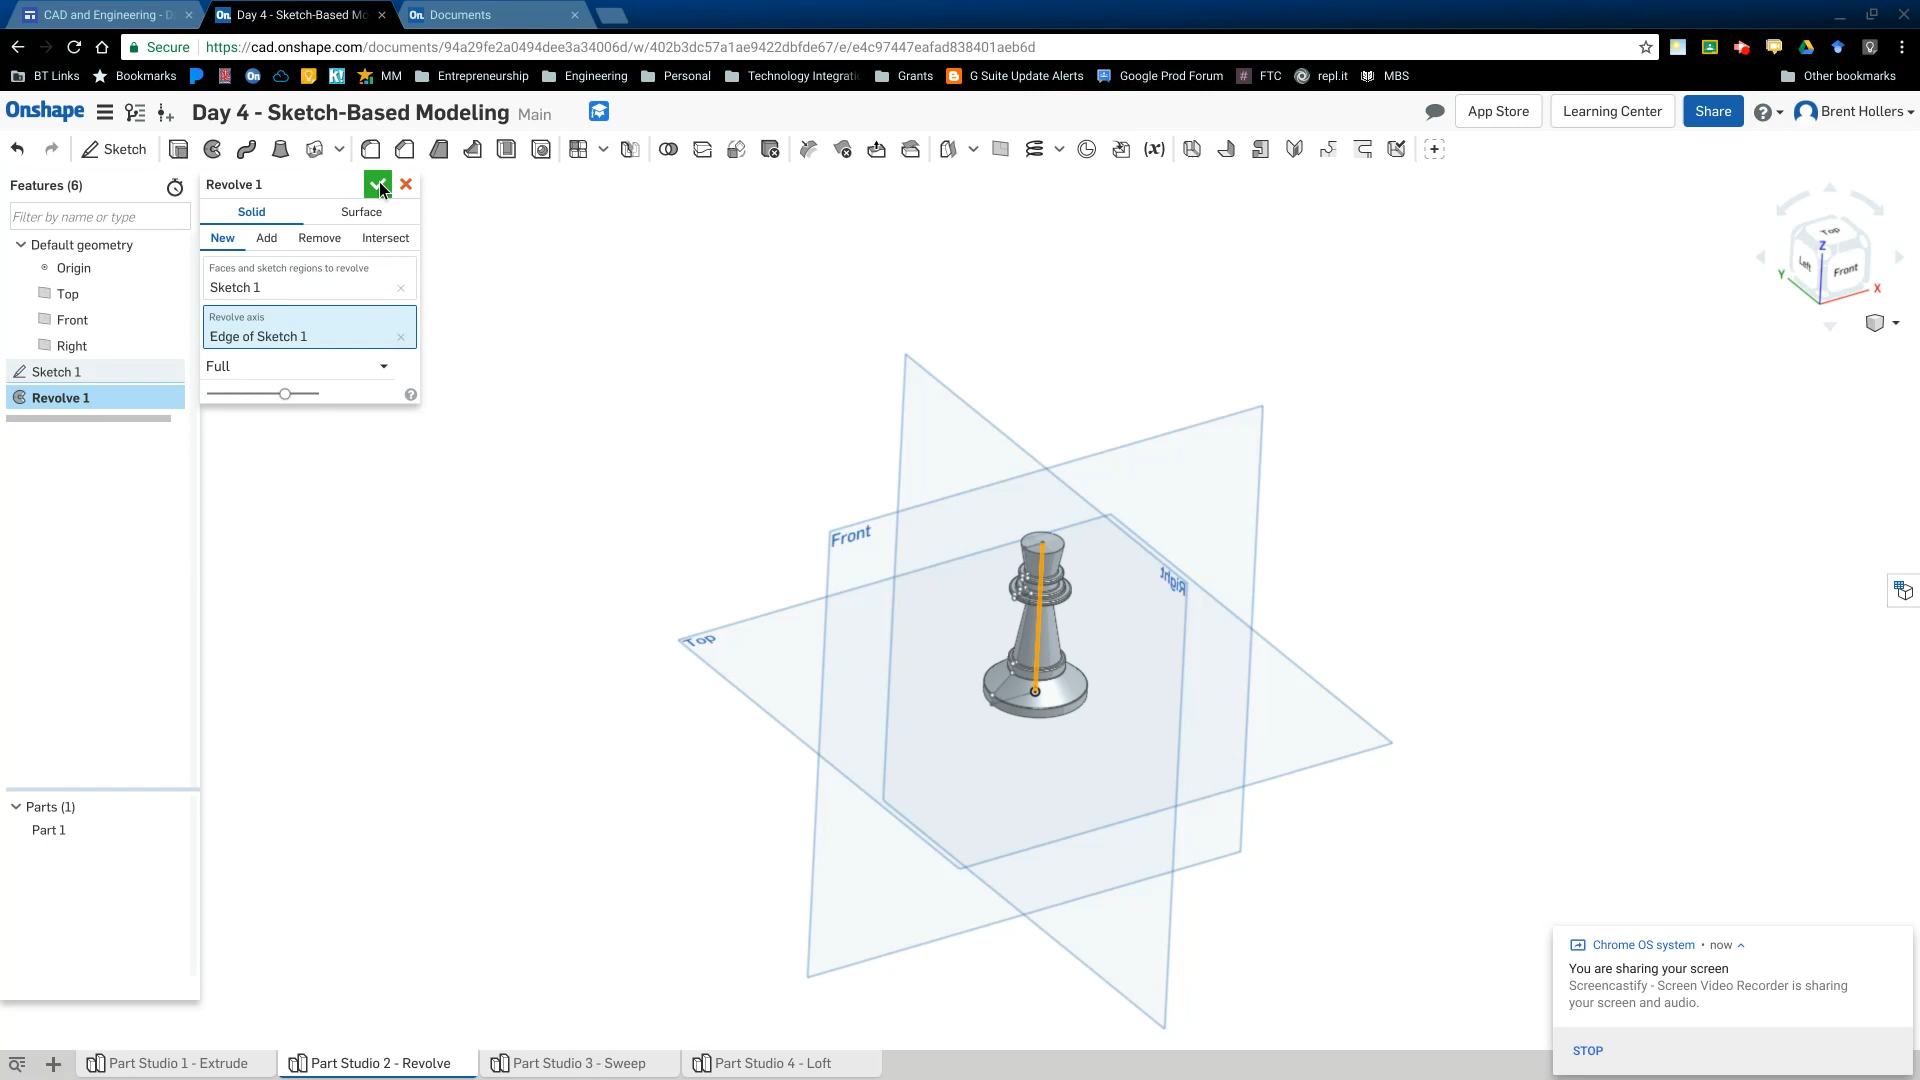 CAD and Engineering - D
Day 4 - Sketch-Based Mo
Documents
Secure
https://cad.onshape.com/documents/94a29fe2a0494dee3a34006d/w/402b3dc57a1ae9422dbfde67/e/e4c97447eafad838401aeb6d
BT Links
Bookmarks
MM
Entrepreneurship
Engineering
Personal
Technology Integratio
Grants
G Suite Update Alerts
Google Prod Forum
FTC
repl.it
MBS
Other bookmarks
Onshape
Day 4 - Sketch-Based Modeling Main
App Store
Learning Center
Share
Brent Hollers
Sketch
(x)
Features (6)
Filter by name or type
Default geometry
Origin
Top
Front
Right
Sketch 1
Revolve 1
Revolve 1
Solid
Surface
New
Add
Remove
Intersect
Faces and sketch regions to revolve
Sketch 1
Revolve axis
Edge of Sketch 1
Full
Top
Left
Front
Z
Y
X
Front
Right
Top
Parts (1)
Part 1
Chrome OS system • now
You are sharing your screen
Screencastify - Screen Video Recorder is sharing
your screen and audio.
STOP
Part Studio 1 - Extrude
Part Studio 2 - Revolve
Part Studio 3 - Sweep
Part Studio 4 - Loft